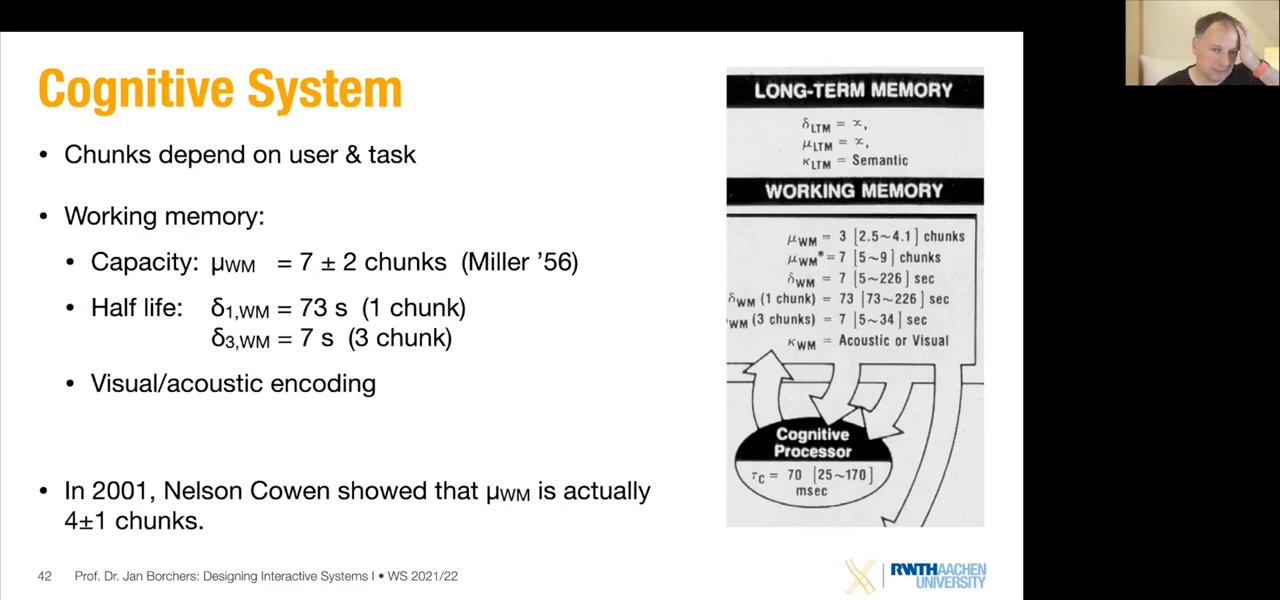 Cognitive System
• Chunks depend on user & task
• Working memory:
• Capacity: μWM = 7 ± 2 chunks (Miller ’56)
• Half life: δ1,WM = 73 s (1 chunk)
δ3,WM = 7 s (3 chunk)
• Visual/acoustic encoding
• In 2001, Nelson Cowen showed that μWM is actually
4±1 chunks.
LONG-TERM MEMORY
δLTM = ∝,
μLTM = ∝,
κLTM = Semantic
WORKING MEMORY
μWM = 3 [2.5~4.1] chunks
μWM* = 7 [5~9] chunks
δWM = 7 [5~226] sec
δWM (1 chunk) = 73 [73~226] sec
WM (3 chunks) = 7 [5~34] sec
κWM = Acoustic or Visual
Cognitive
Processor
τC = 70 [25~170]
msec
42 Prof. Dr. Jan Borchers: Designing Interactive Systems I • WS 2021/22
RWTHAACHEN
UNIVERSITY